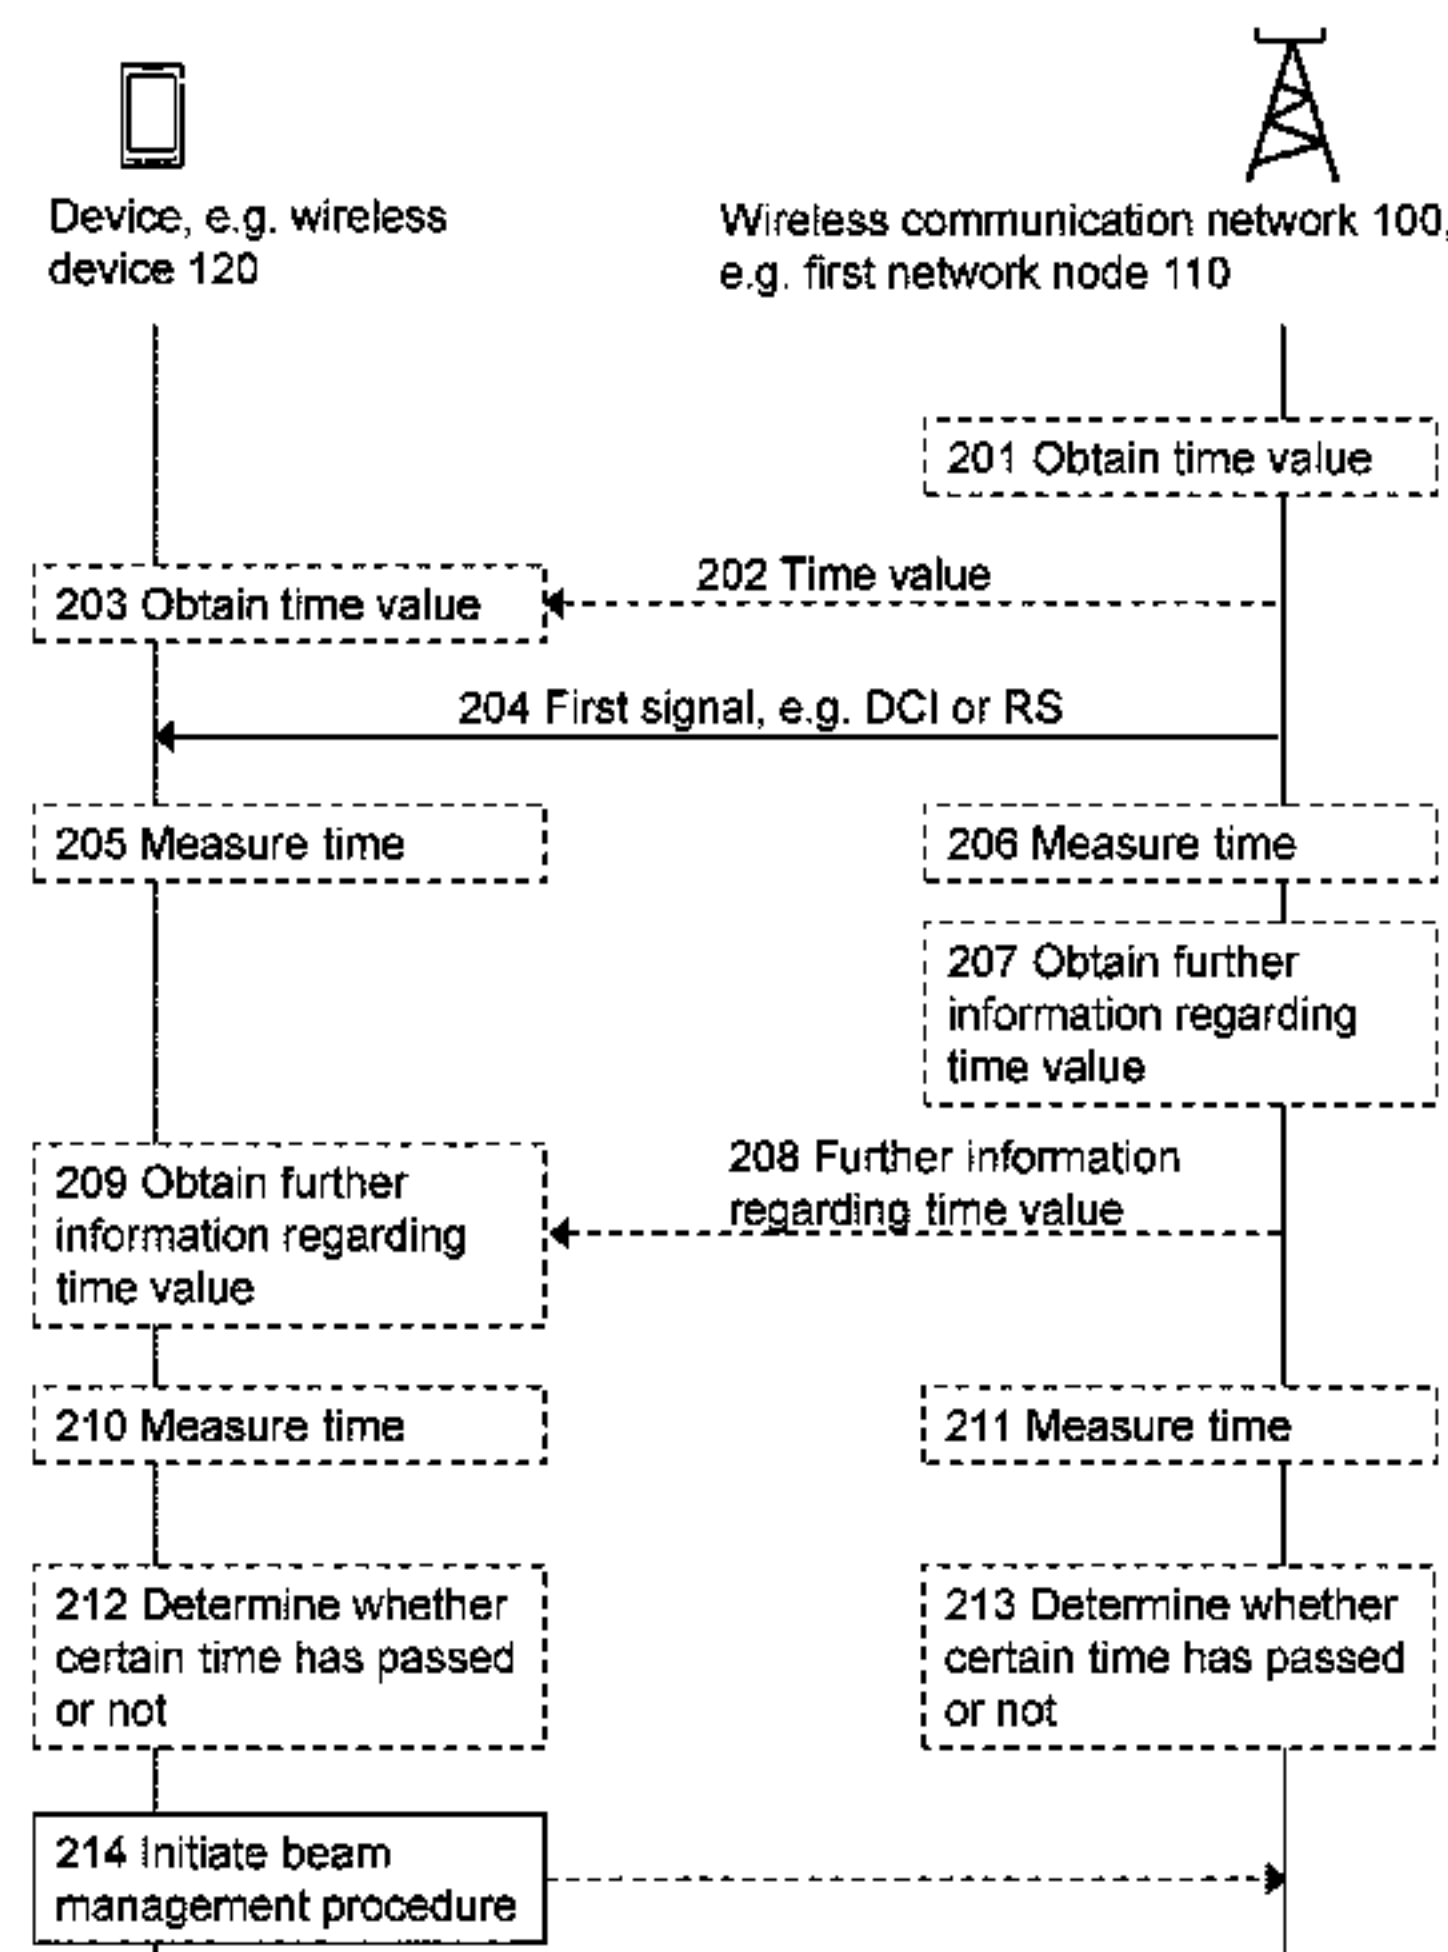 Device, e.g. wireless
device 120
Wireless communication network 100,
e.g. first network node 110
201 Obtain time value
202 Time value
203 Obtain time value
204 First signal, e.g. DCI or RS
205 Measure time
206 Measure time
207 Obtain further
information regarding
time value
208 Further information
regarding time value
209 Obtain further
information regarding
time value
210 Measure time
211 Measure time
212 Determine whether
certain time has passed
or not
213 Determine whether
certain time has passed
or not
214 Initiate beam
management procedure